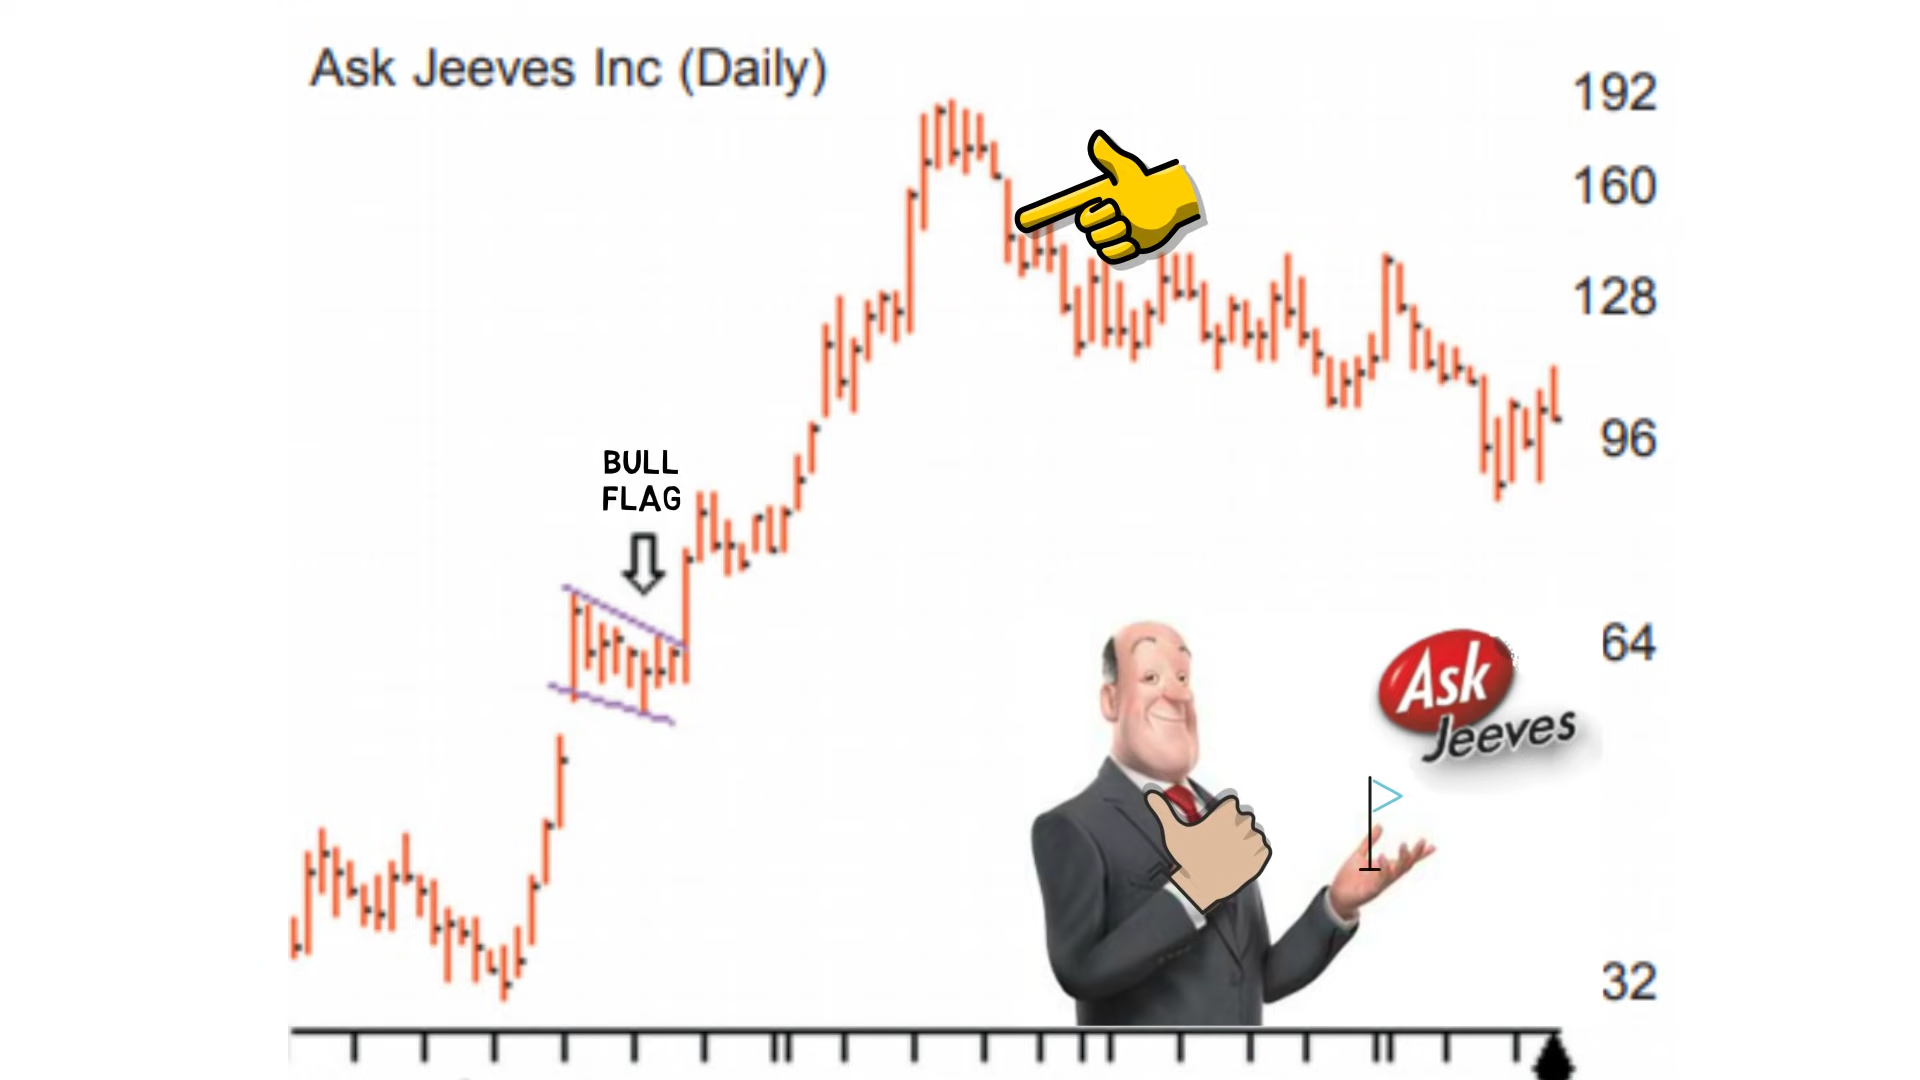 Ask Jeeves Inc (Daily)
192
160
128
96
64
32
BULL
FLAG
Ask
Jeeves